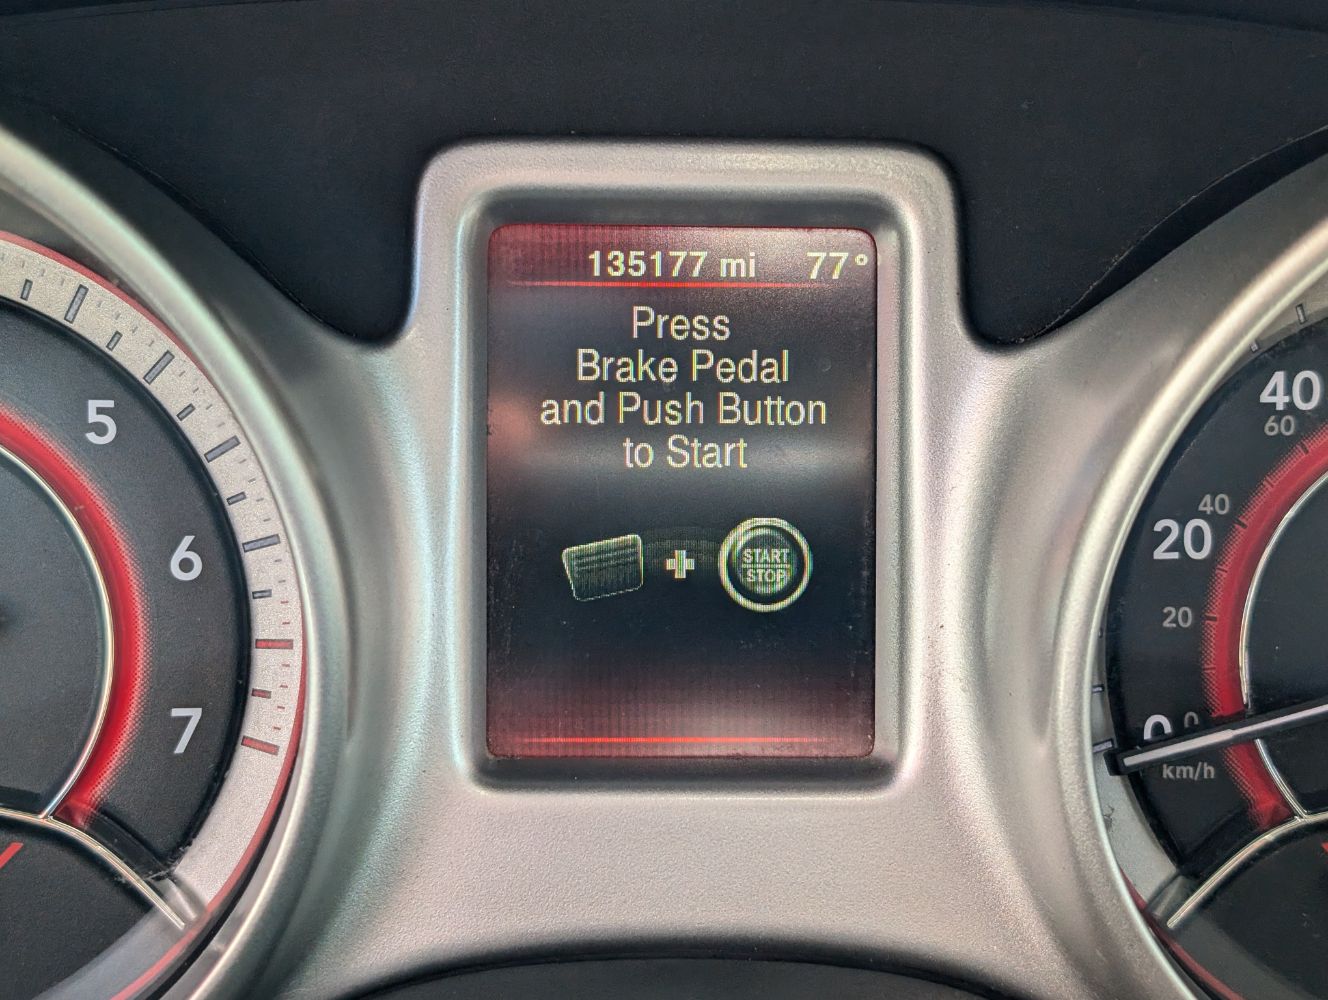 135177 mi 77°
Press
Brake Pedal
and Push Button
to Start
START
STOP
5
6
7
40
60
40
20
20
0 0
km/h